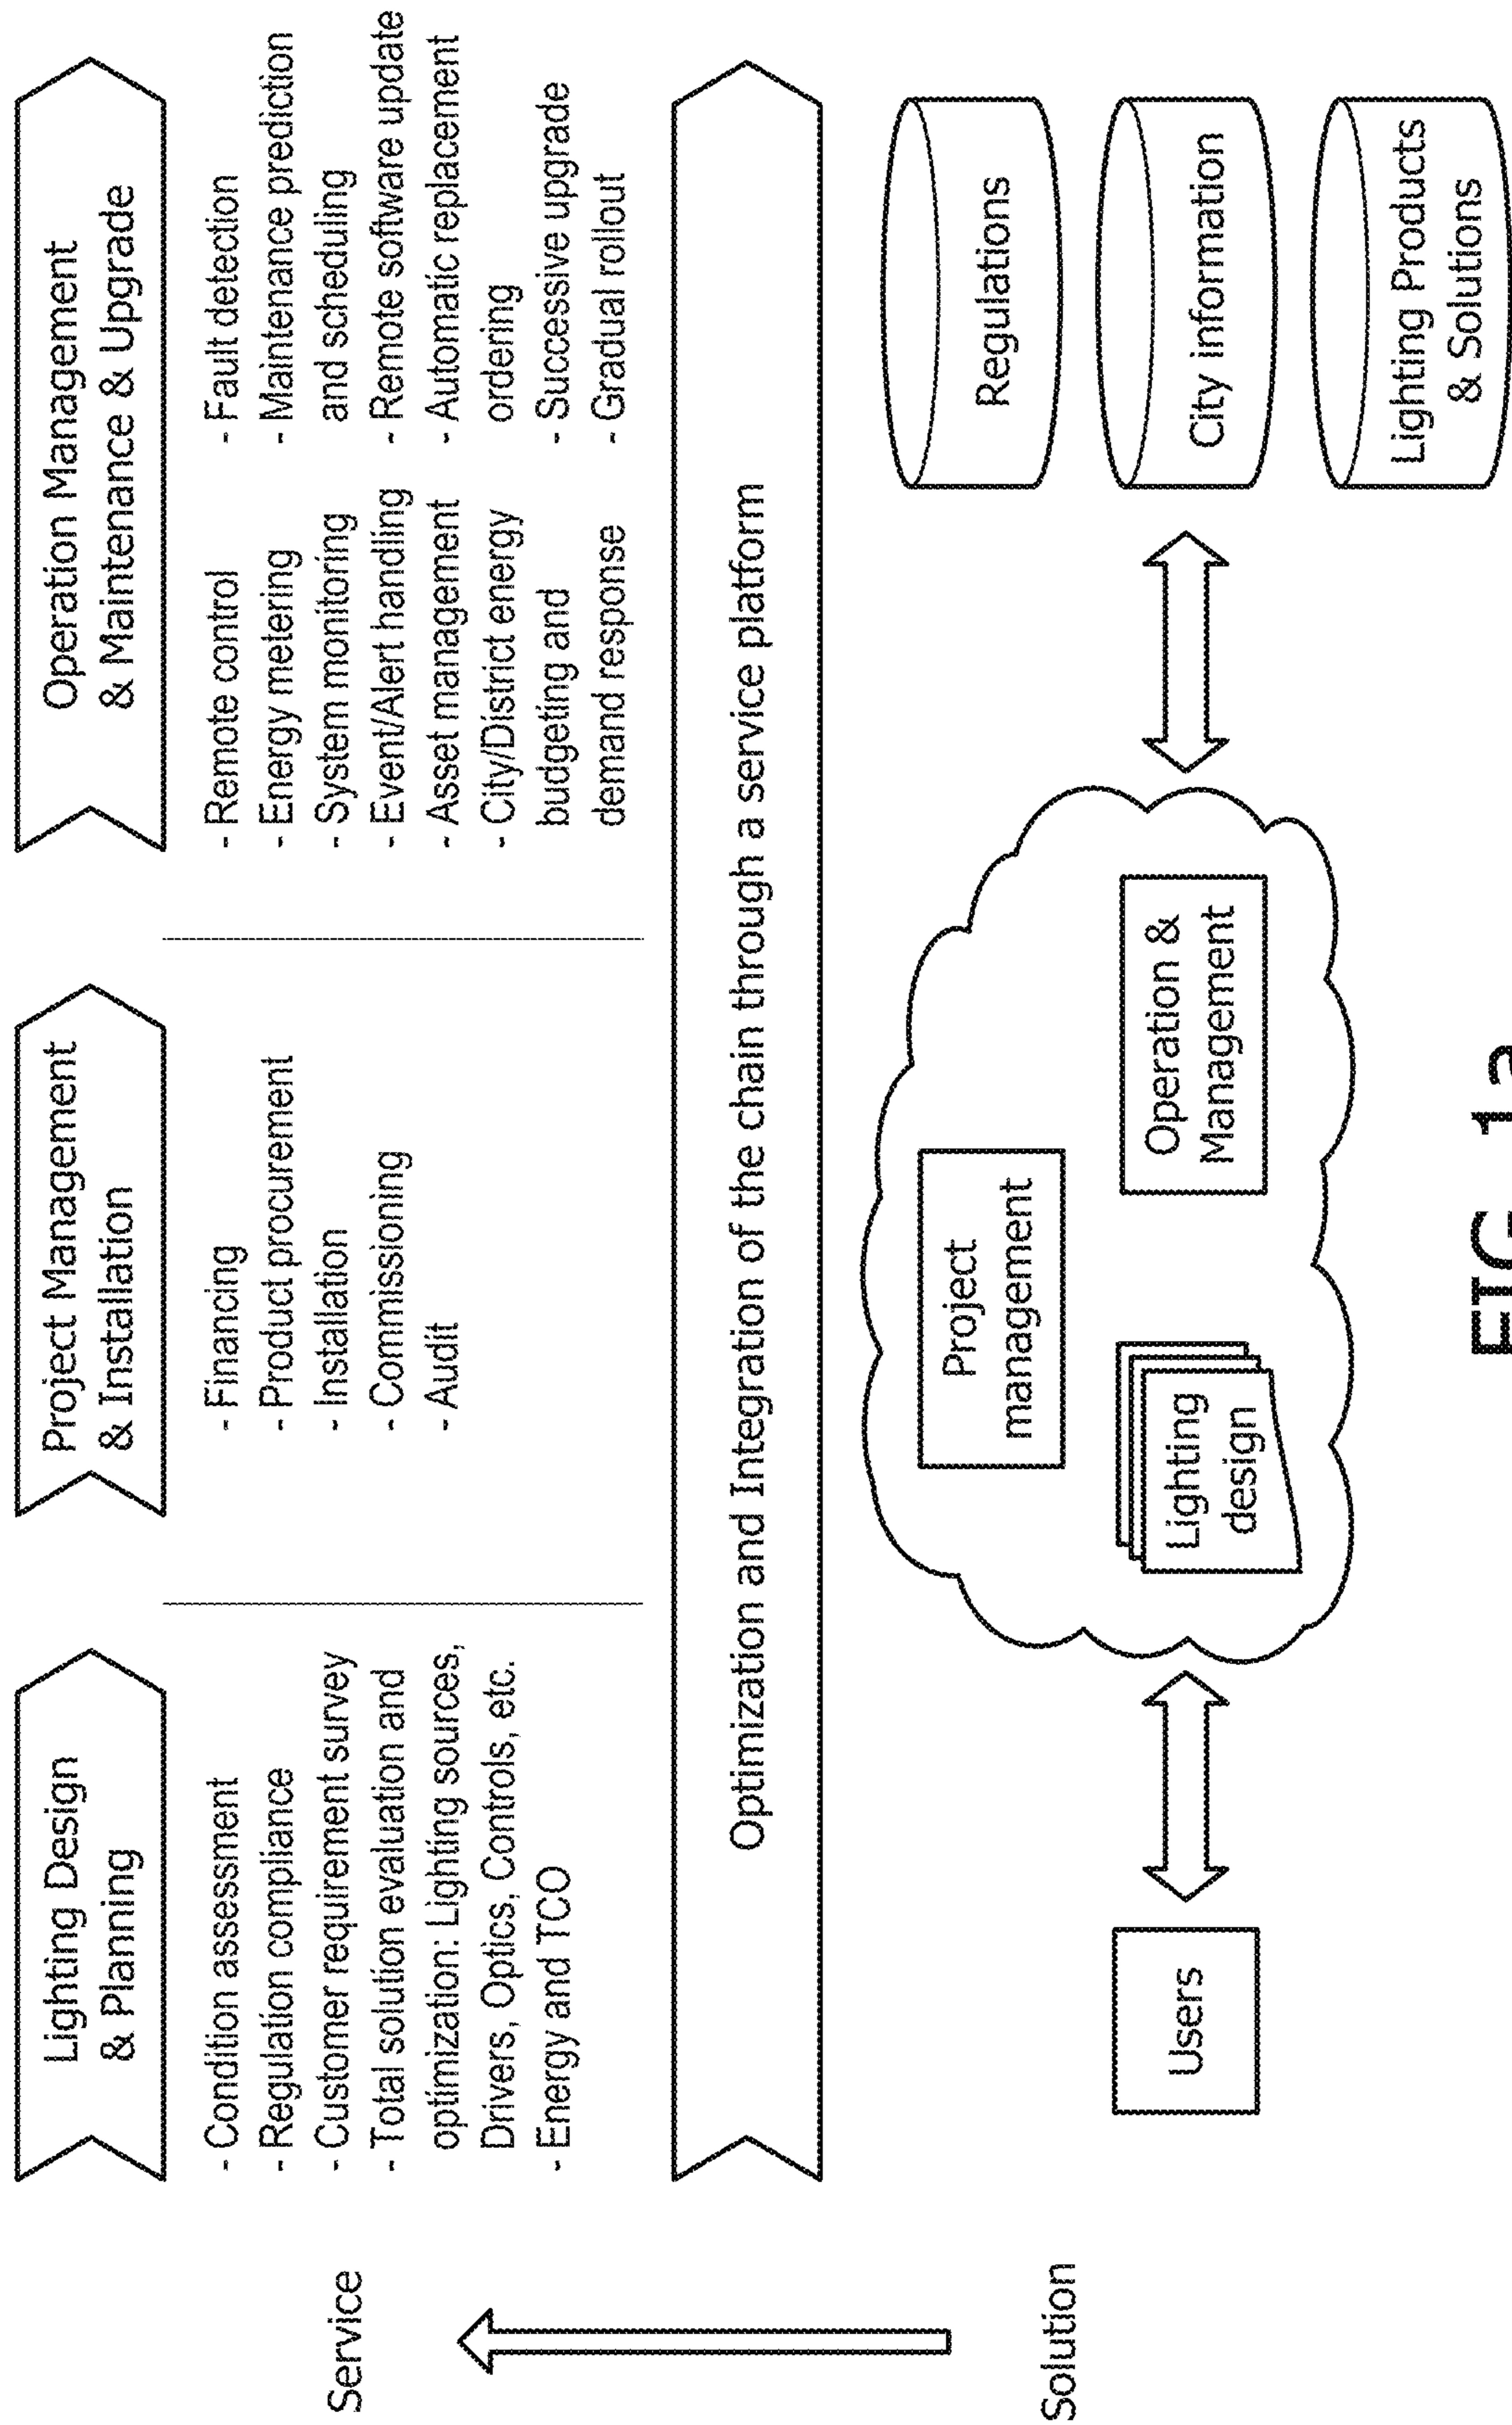 Lighting Design
& Planning
- Condition assessment
- Regulation compliance
- Customer requirement survey
- Total solution evaluation and
optimization: Lighting sources,
Drivers, Optics, Controls, etc.
- Energy and TCO
Project Management
& Installation
- Financing
- Product procurement
- Installation
- Commissioning
- Audit
Operation Management
& Maintenance & Upgrade
- Remote control
- Energy metering
- System monitoring
- Event/Alert handling
- Asset management
- City/District energy
budgeting and
demand response
- Fault detection
- Maintenance prediction
and scheduling
- Remote software update
- Automatic replacement
ordering
- Successive upgrade
- Gradual rollout
Service
Optimization and Integration of the chain through a service platform
Solution
Users
Project
management
Lighting
design
Operation &
Management
Regulations
City information
Lighting Products
& Solutions
FIG. 1a